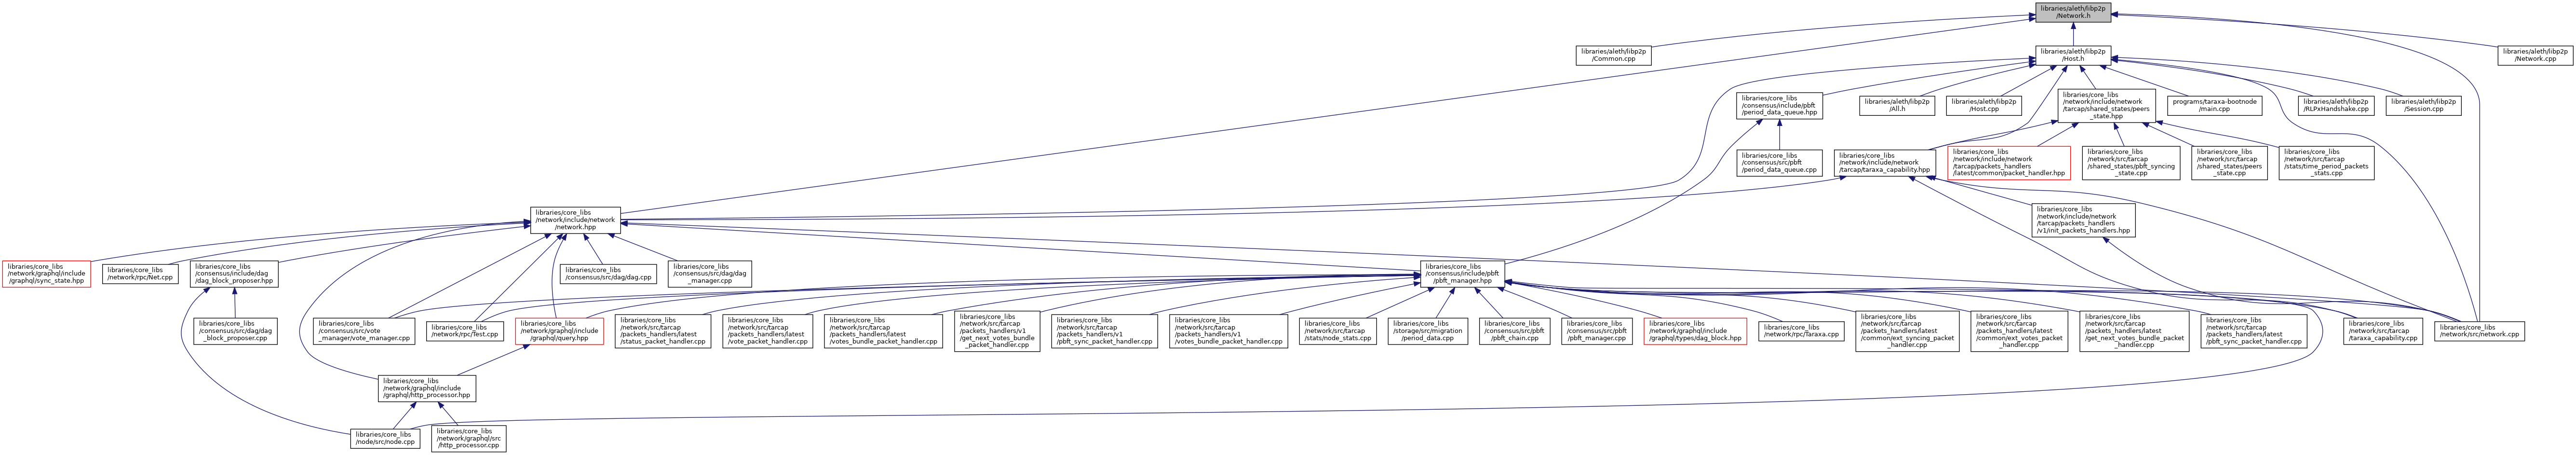 libraries/aleth/libp2p
/Network.h
libraries/aleth/libp2p
/Common.cpp
libraries/aleth/libp2p
/Host.h
libraries/aleth/libp2p
/Network.cpp
libraries/core_libs
/consensus/include/pbft
/period_data_queue.hpp
libraries/aleth/libp2p
/All.h
libraries/aleth/libp2p
/Host.cpp
libraries/core_libs
/network/include/network
/tarcap/shared_states/peers
_state.hpp
programs/taraxa-bootnode
/main.cpp
libraries/aleth/libp2p
/RLPxHandshake.cpp
libraries/aleth/libp2p
/Session.cpp
libraries/core_libs
/consensus/src/pbft
/period_data_queue.cpp
libraries/core_libs
/network/include/network
/tarcap/taraxa_capability.hpp
libraries/core_libs
/network/include/network
/tarcap/packets_handlers
/latest/common/packet_handler.hpp
libraries/core_libs
/network/src/tarcap
/shared_states/pbft_syncing
_state.cpp
libraries/core_libs
/network/src/tarcap
/shared_states/peers
_state.cpp
libraries/core_libs
/network/src/tarcap
/stats/time_period_packets
_stats.cpp
libraries/core_libs
/network/include/network
/network.hpp
libraries/core_libs
/network/include/network
/tarcap/packets_handlers
/v1/init_packets_handlers.hpp
libraries/core_libs
/network/graphql/include
/graphql/sync_state.hpp
libraries/core_libs
/network/rpc/Net.cpp
libraries/core_libs
/consensus/include/dag
/dag_block_proposer.hpp
libraries/core_libs
/consensus/src/dag/dag.cpp
libraries/core_libs
/consensus/src/dag/dag
_manager.cpp
libraries/core_libs
/consensus/include/pbft
/pbft_manager.hpp
libraries/core_libs
/consensus/src/dag/dag
_block_proposer.cpp
libraries/core_libs
/consensus/src/vote
_manager/vote_manager.cpp
libraries/core_libs
/network/rpc/Test.cpp
libraries/core_libs
/network/graphql/include
/graphql/query.hpp
libraries/core_libs
/network/src/tarcap
/packets_handlers/latest
/status_packet_handler.cpp
libraries/core_libs
/network/src/tarcap
/packets_handlers/latest
/vote_packet_handler.cpp
libraries/core_libs
/network/src/tarcap
/packets_handlers/latest
/votes_bundle_packet_handler.cpp
libraries/core_libs
/network/src/tarcap
/packets_handlers/v1
/get_next_votes_bundle
_packet_handler.cpp
libraries/core_libs
/network/src/tarcap
/packets_handlers/v1
/pbft_sync_packet_handler.cpp
libraries/core_libs
/network/src/tarcap
/packets_handlers/v1
/votes_bundle_packet_handler.cpp
libraries/core_libs
/network/src/tarcap
/stats/node_stats.cpp
libraries/core_libs
/storage/src/migration
/period_data.cpp
libraries/core_libs
/consensus/src/pbft
/pbft_chain.cpp
libraries/core_libs
/consensus/src/pbft
/pbft_manager.cpp
libraries/core_libs
/network/graphql/include
/graphql/types/dag_block.hpp
libraries/core_libs
/network/rpc/Taraxa.cpp
libraries/core_libs
/network/src/tarcap
/packets_handlers/latest
/common/ext_syncing_packet
_handler.cpp
libraries/core_libs
/network/src/tarcap
/packets_handlers/latest
/common/ext_votes_packet
_handler.cpp
libraries/core_libs
/network/src/tarcap
/packets_handlers/latest
/get_next_votes_bundle_packet
_handler.cpp
libraries/core_libs
/network/src/tarcap
/packets_handlers/latest
/pbft_sync_packet_handler.cpp
libraries/core_libs
/network/src/tarcap
/taraxa_capability.cpp
libraries/core_libs
/network/src/network.cpp
libraries/core_libs
/network/graphql/include
/graphql/http_processor.hpp
libraries/core_libs
/node/src/node.cpp
libraries/core_libs
/network/graphql/src
/http_processor.cpp